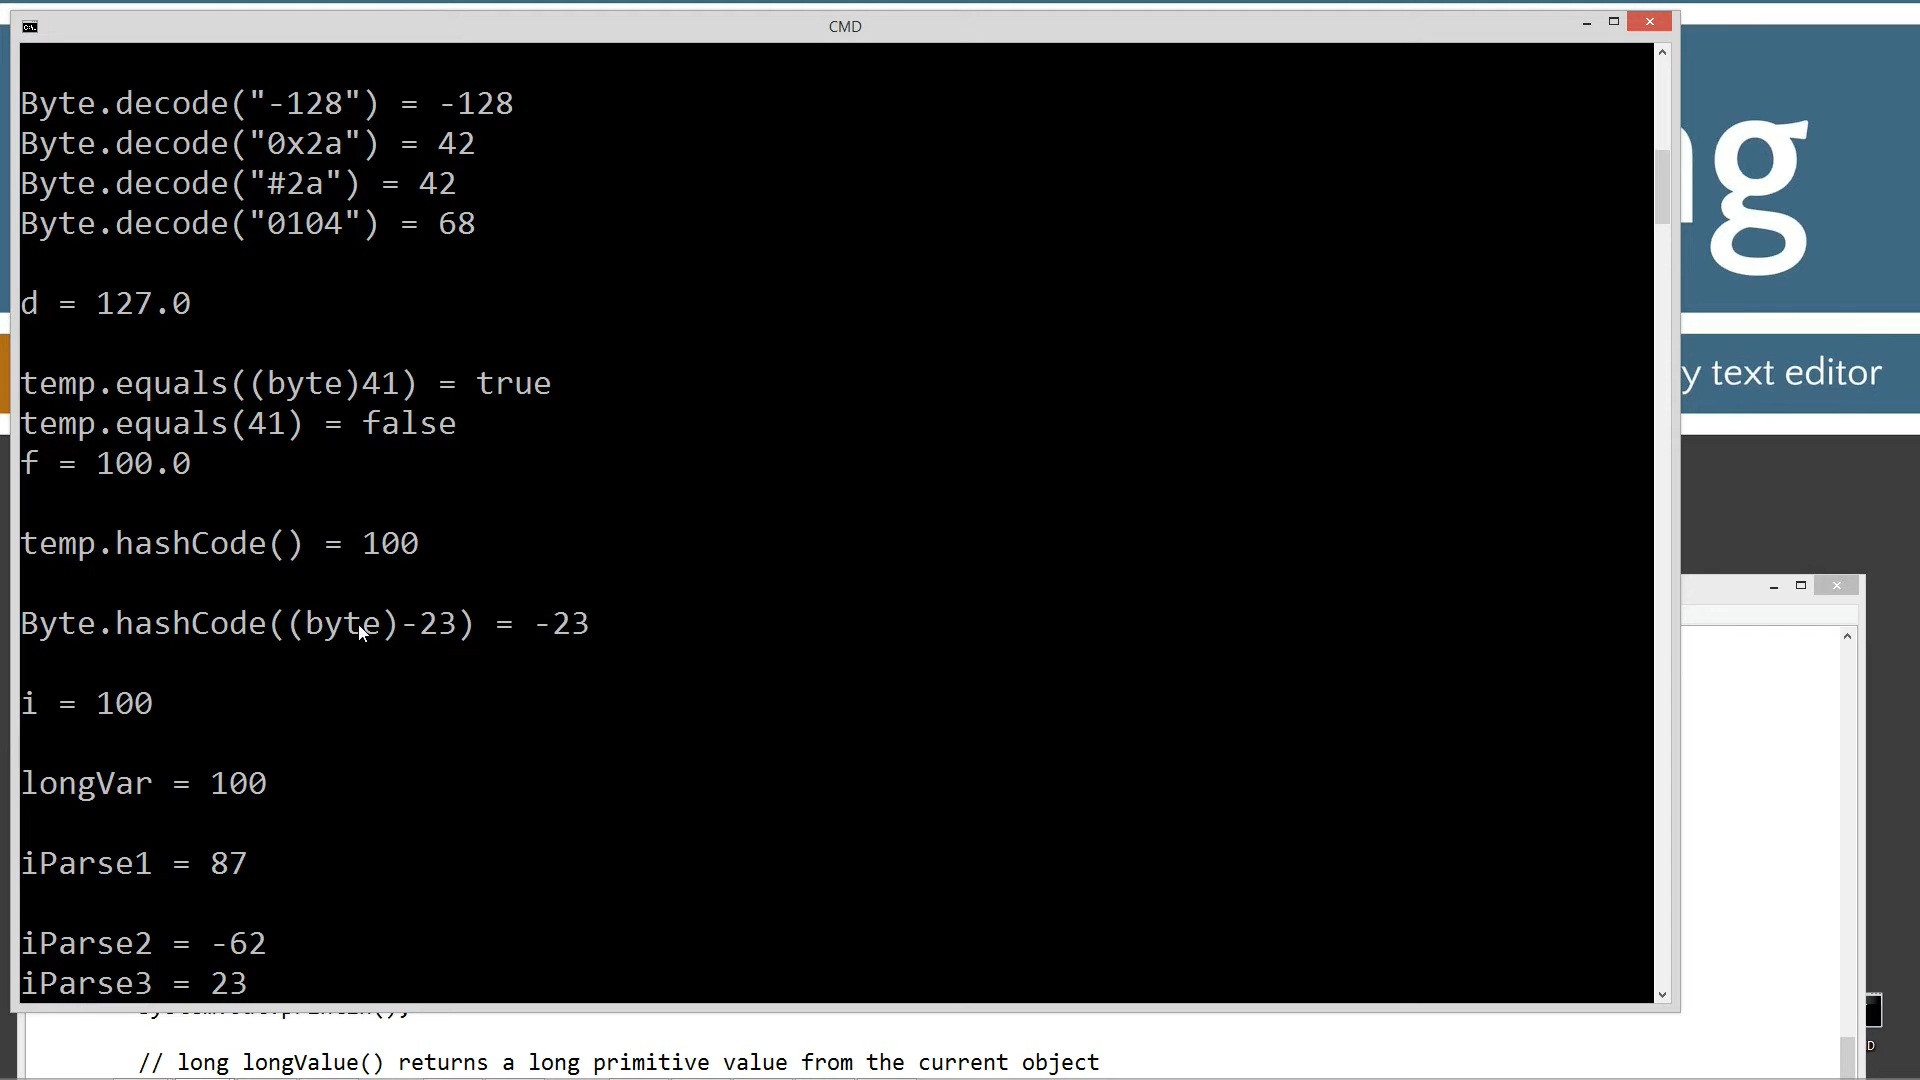 CMD
Byte.decode("-128") = -128
Byte.decode("0x2a") = 42
Byte.decode("#2a") = 42
Byte.decode("0104") = 68
d = 127.0
temp.equals((byte)41) = true
temp.equals(41) = false
f = 100.0
temp.hashCode() = 100
Byte.hashCode((byte)-23) = -23
i = 100
longVar = 100
iParse1 = 87
iParse2 = -62
iParse3 = 23
g
y text editor
// long longValue() returns a long primitive value from the current object
D